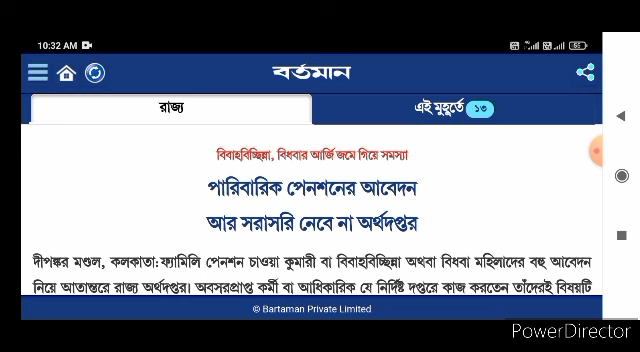 10:32 AM
বর্তমান
রাজ্য
এই মুহূর্তে ১৩
বিবাহবিচ্ছিন্না, বিধবার আর্জি জমে গিয়ে সমস্যা
পারিবারিক পেনশনের আবেদন
আর সরাসরি নেবে না অর্থদপ্তর
দীপঙ্কর মণ্ডল, কলকাতা: ফ্যামিলি পেনশন চাওয়া কুমারী বা বিবাহবিচ্ছিন্না অথবা বিধবা মহিলাদের বহু আবেদন
নিয়ে আতান্তরে রাজ্য অর্থদপ্তর। অবসরপ্রাপ্ত কর্মী বা আধিকারিক যে নির্দিষ্ট দপ্তরে কাজ করতেন তাঁদেরই বিষয়টি
© Bartaman Private Limited
PowerDirector